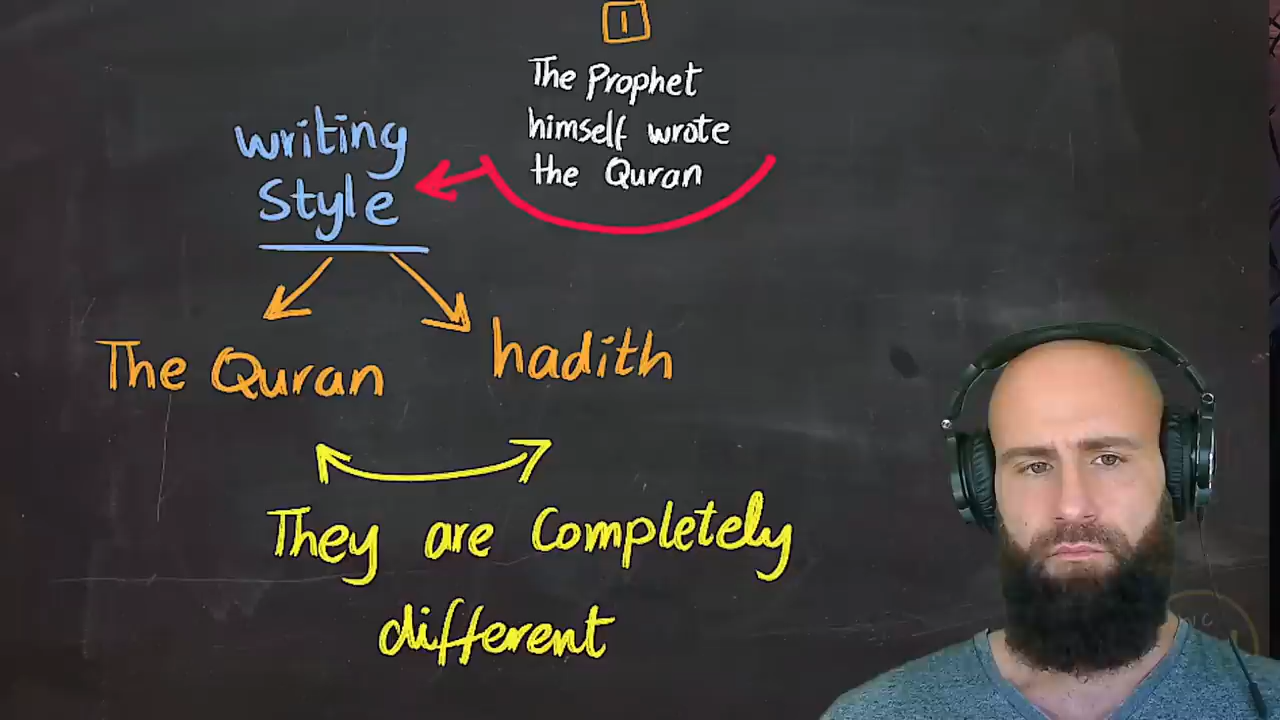 1
The Prophet
himself wrote
the Quran
writing
Style
The Quran
hadith
They are Completely
different